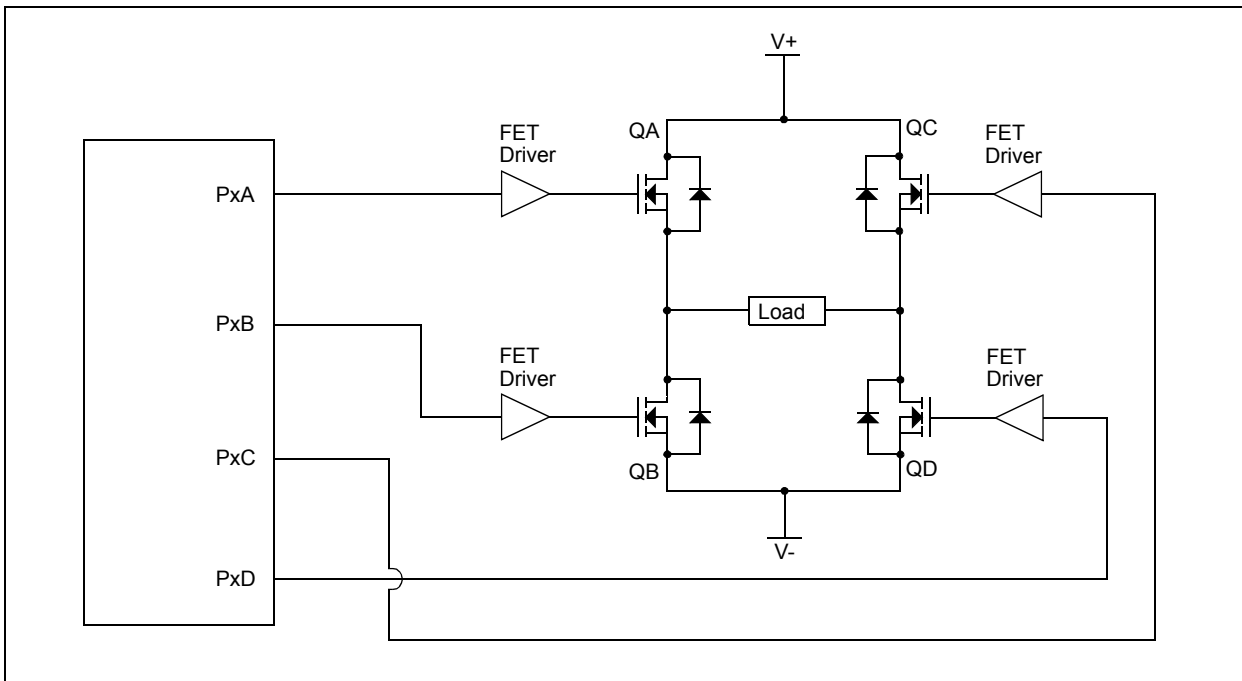 V+
QA
QC
FET
Driver
FET
Driver
PxA
Load
PxB
FET
Driver
FET
Driver
PxC
QB
QD
V-
PxD